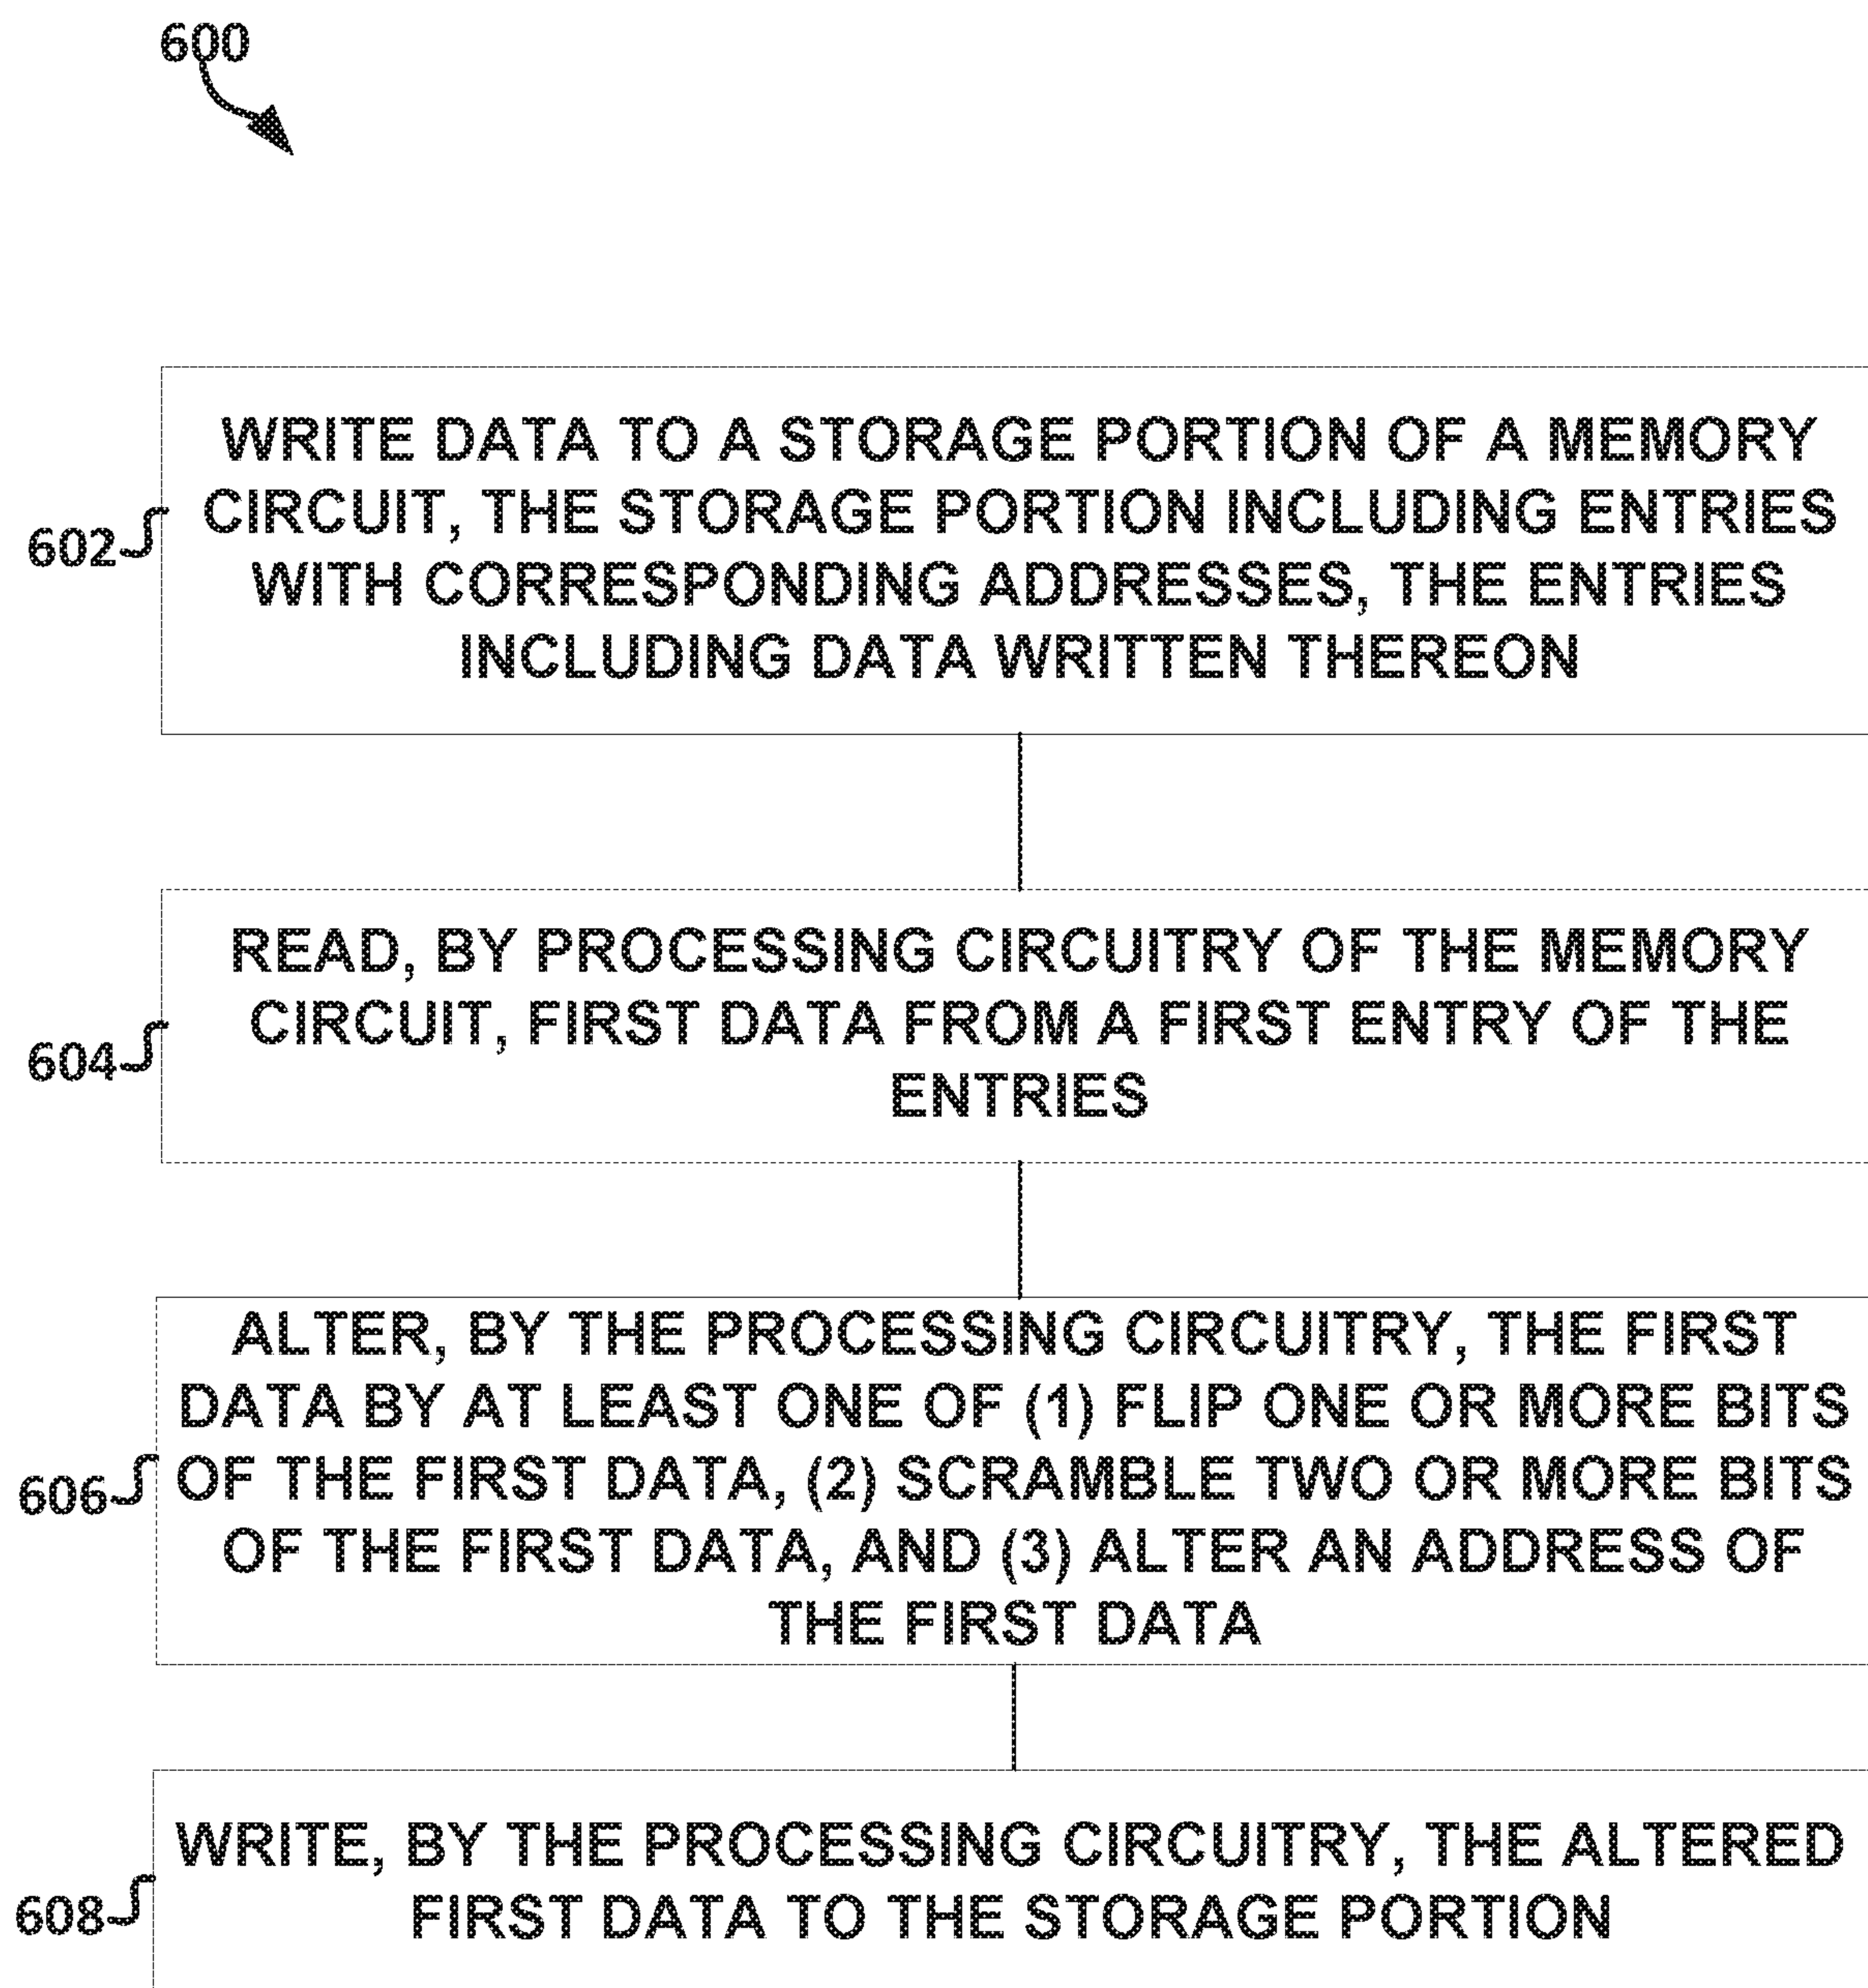 600
WRITE DATA TO A STORAGE PORTION OF A MEMORY
CIRCUIT, THE STORAGE PORTION INCLUDING ENTRIES
602
WITH CORRESPONDING ADDRESSES, THE ENTRIES
INCLUDING DATA WRITTEN THEREON
READ, BY PROCESSING CIRCUITRY OF THE MEMORY
CIRCUIT, FIRST DATA FROM A FIRST ENTRY OF THE
604
ENTRIES
ALTER, BY THE PROCESSING CIRCUITRY, THE FIRST
DATA BY AT LEAST ONE OF (1) FLIP ONE OR MORE BITS
606
OF THE FIRST DATA, (2) SCRAMBLE TWO OR MORE BITS
OF THE FIRST DATA, AND (3) ALTER AN ADDRESS OF
THE FIRST DATA
WRITE, BY THE PROCESSING CIRCUITRY, THE ALTERED
608
FIRST DATA TO THE STORAGE PORTION